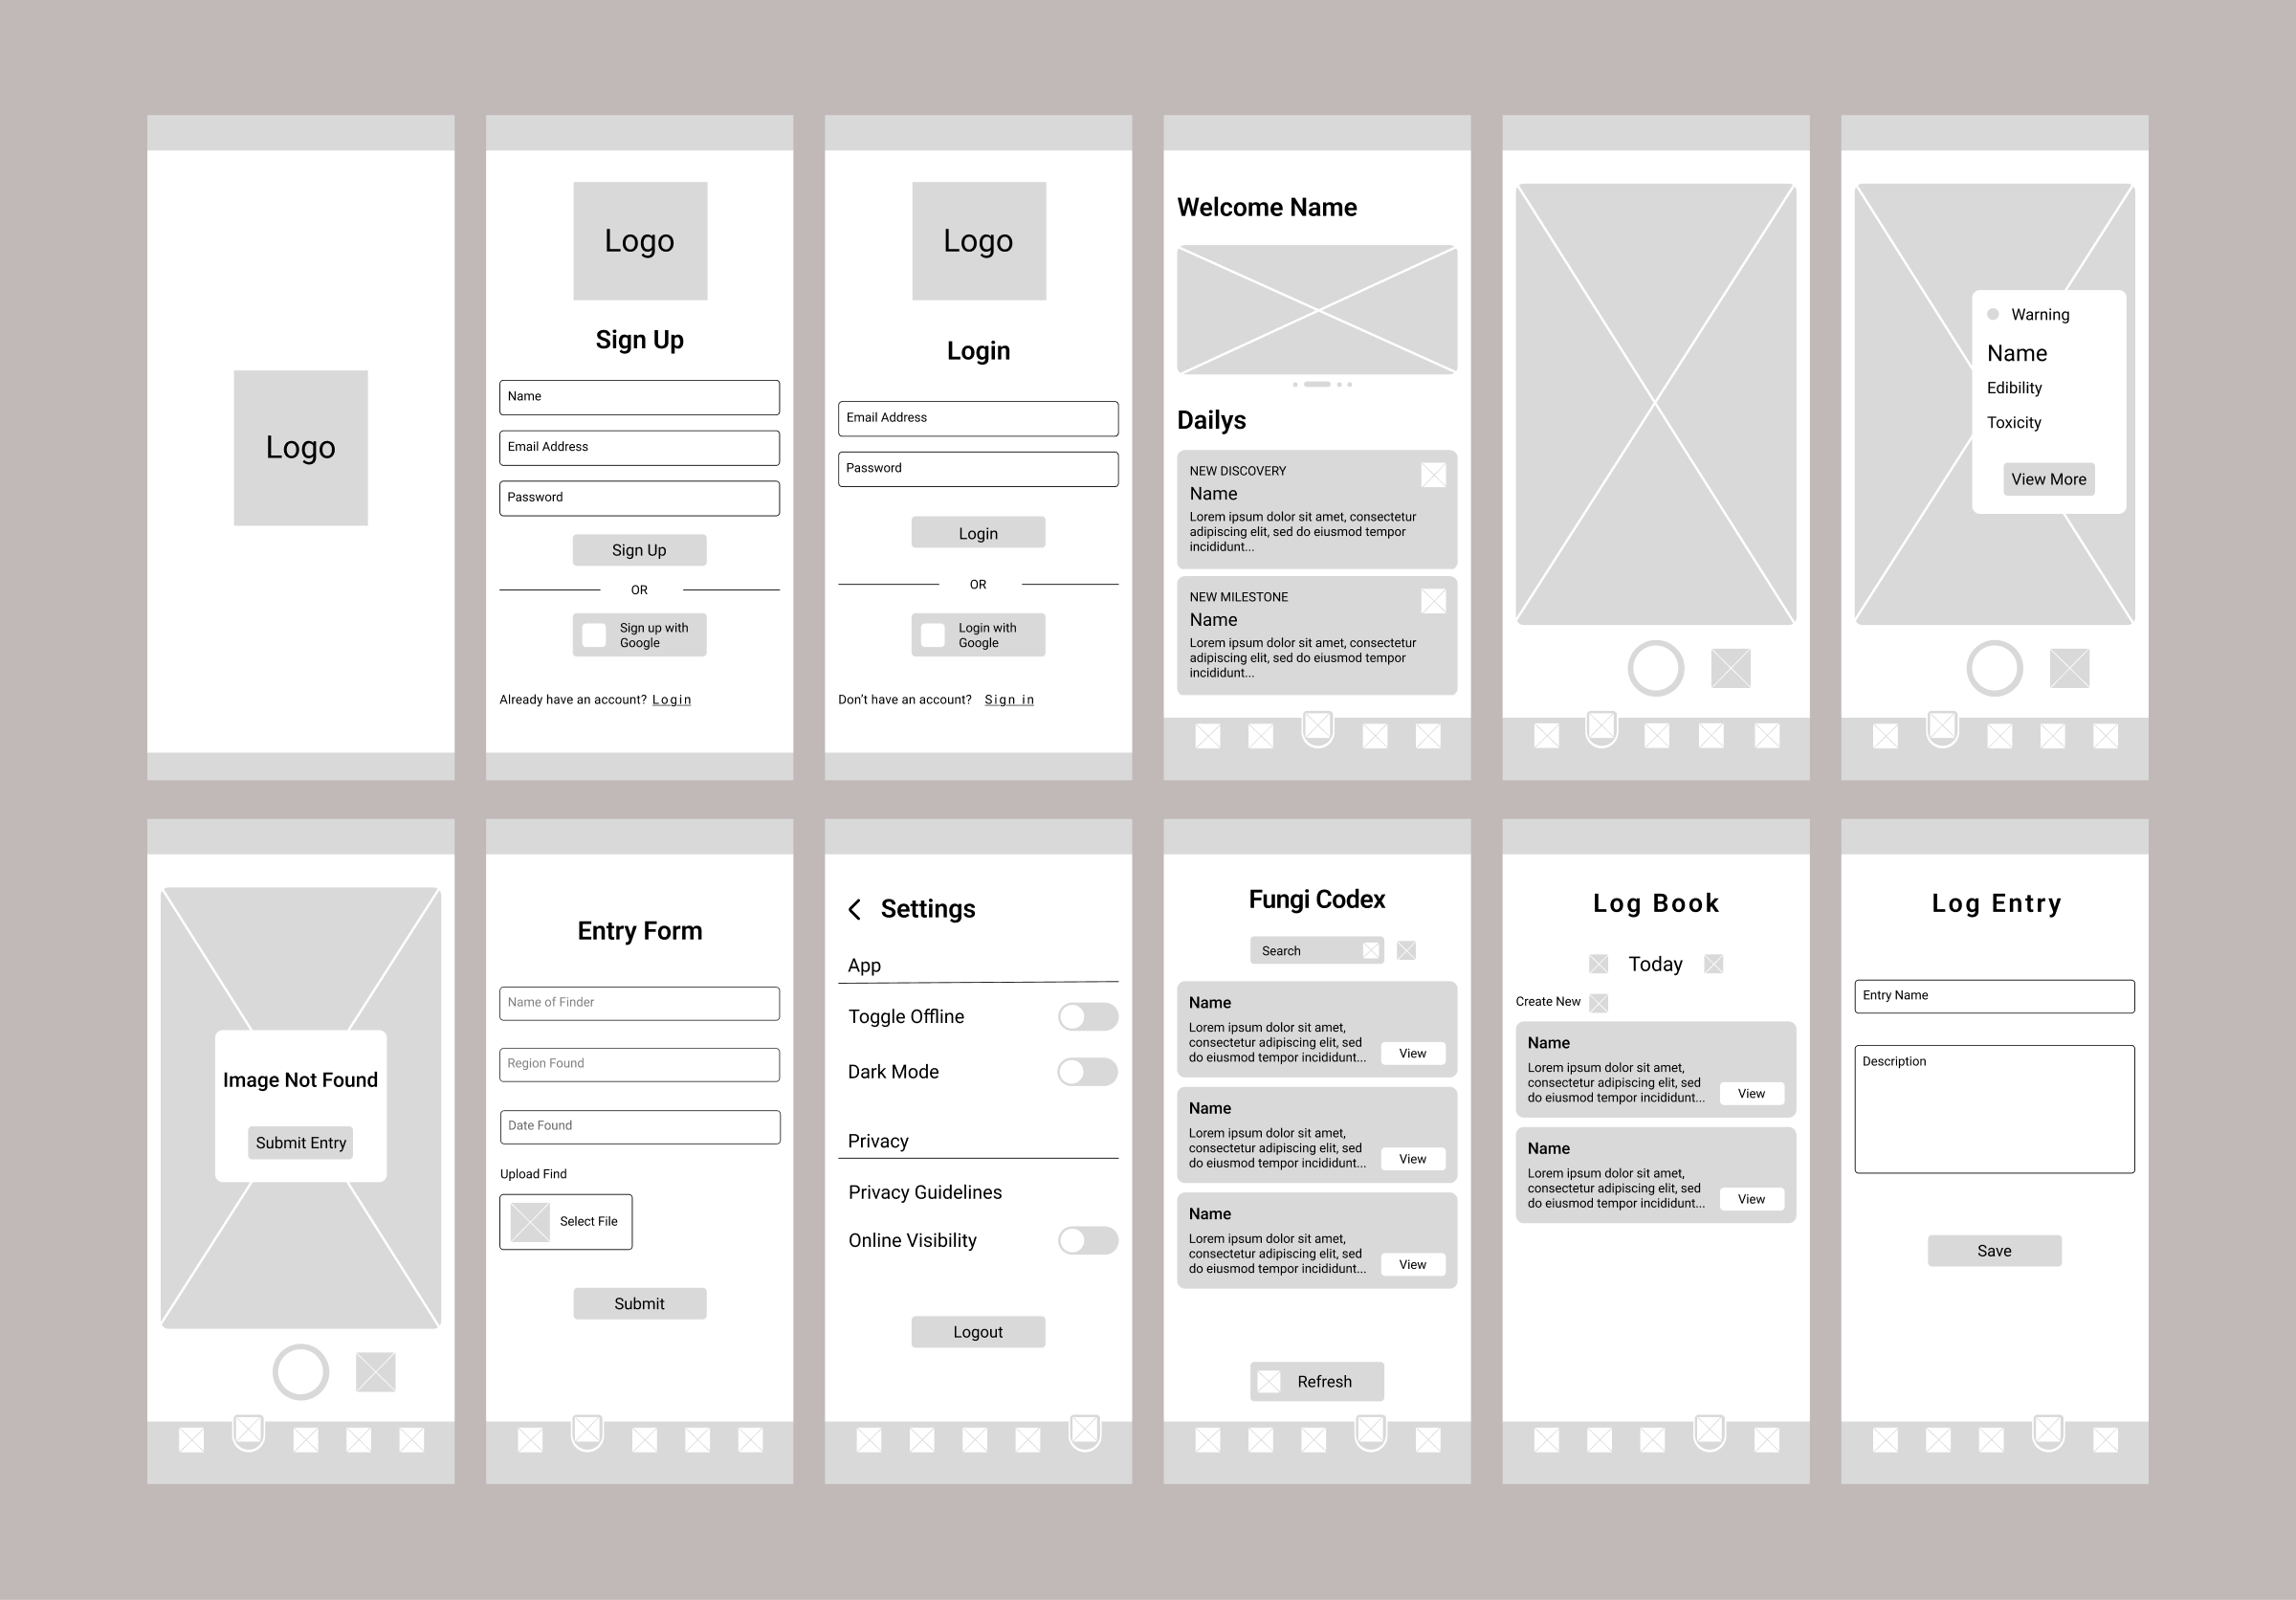 Logo
Logo
Sign Up
Name
Email Address
Password
Sign Up
OR
Sign up with
Google
Already have an account? Login
Logo
Login
Email Address
Password
Login
OR
Login with
Google
Don't have an account? Sign in
Welcome Name
Dailys
NEW DISCOVERY
Name
Lorem ipsum dolor sit amet, consectetur
adipiscing elit, sed do eiusmod tempor
incididunt...
NEW MILESTONE
Name
Lorem ipsum dolor sit amet, consectetur
adipiscing elit, sed do eiusmod tempor
incididunt...
Warning
Name
Edibility
Toxicity
View More
Image Not Found
Submit Entry
Entry Form
Name of Finder
Region Found
Date Found
Upload Find
Select File
Submit
Settings
App
Toggle Offline
Dark Mode
Privacy
Privacy Guidelines
Online Visibility
Logout
Fungi Codex
Search
Name
Lorem ipsum dolor sit amet,
consectetur adipiscing elit, sed
do eiusmod tempor incididunt...
View
Name
Lorem ipsum dolor sit amet,
consectetur adipiscing elit, sed
do eiusmod tempor incididunt...
View
Name
Lorem ipsum dolor sit amet,
consectetur adipiscing elit, sed
do eiusmod tempor incididunt...
View
Refresh
Log Book
Today
Create New
Name
Lorem ipsum dolor sit amet,
consectetur adipiscing elit, sed
do eiusmod tempor incididunt...
View
Name
Lorem ipsum dolor sit amet,
consectetur adipiscing elit, sed
do eiusmod tempor incididunt...
View
Log Entry
Entry Name
Description
Save